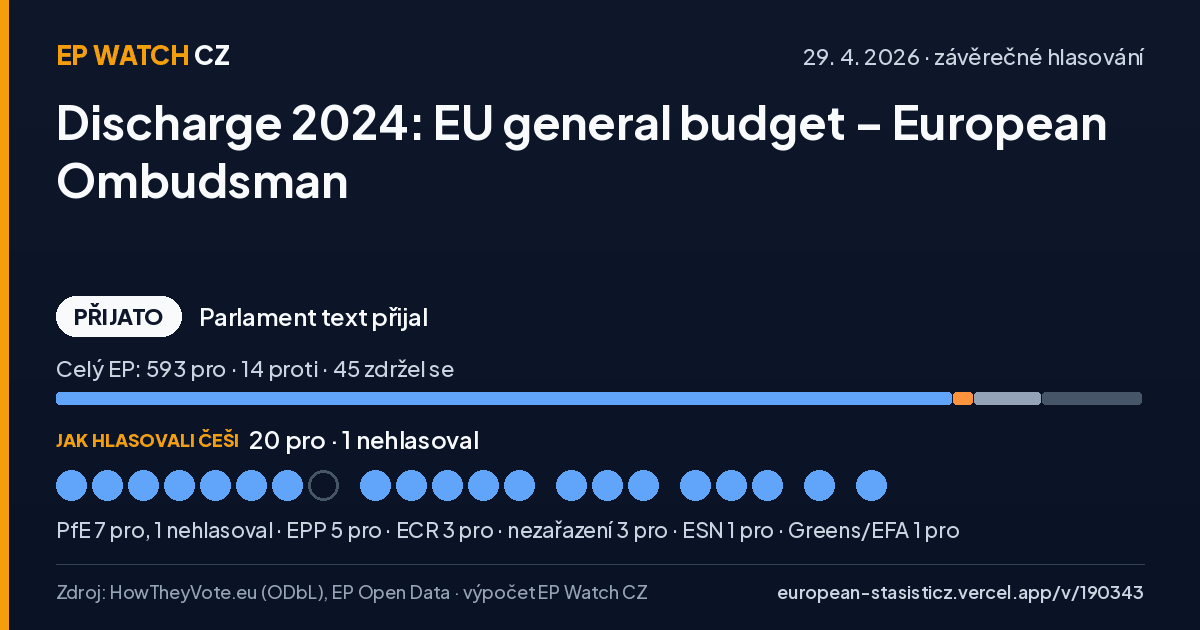 EP WATCH CZ
29. 4. 2026 · závěrečné hlasování
Discharge 2024: EU general budget – European
Ombudsman
PŘIJATO Parlament text přijal
Celý EP: 593 pro · 14 proti · 45 zdržel se
JAK HLASOVALI ČEŠI 20 pro · 1 nehlasoval
PfE 7 pro, 1 nehlasoval · EPP 5 pro · ECR 3 pro · nezařazení 3 pro · ESN 1 pro · Greens/EFA 1 pro
Zdroj: HowTheyVote.eu (ODbL), EP Open Data · výpočet EP Watch CZ
european-stasisticz.vercel.app/v/190343